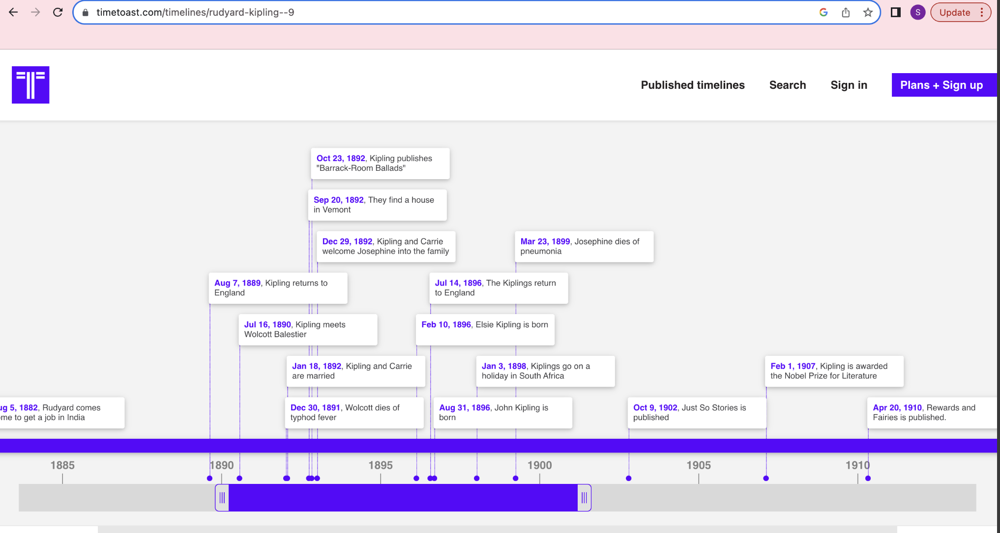 timetoast.com/timelines/rudyard-kipling--9
S
Update
Published timelines
Search
Sign in
Plans + Sign up
Oct 23, 1892, Kipling publishes
"Barrack-Room Ballads"
Sep 20, 1892, They find a house
in Vemont
Dec 29, 1892, Kipling and Carrie
welcome Josephine into the family
Mar 23, 1899, Josephine dies of
pneumonia
Aug 7, 1889, Kipling returns to
England
Jul 14, 1896, The Kiplings return
to England
Jul 16, 1890, Kipling meets
Wolcott Balestier
Feb 10, 1896, Elsie Kipling is born
Jan 18, 1892, Kipling and Carrie
are married
Jan 3, 1898, Kiplings go on a
holiday in South Africa
Feb 1, 1907, Kipling is awarded
the Nobel Prize for Literature
ug 5, 1882, Rudyard comes
ome to get a job in India
Dec 30, 1891, Wolcott dies of
typhod fever
Aug 31, 1896, John Kipling is
born
Oct 9, 1902, Just So Stories is
published
Apr 20, 1910, Rewards and
Fairies is published.
1885
1890
1895
1900
1905
1910